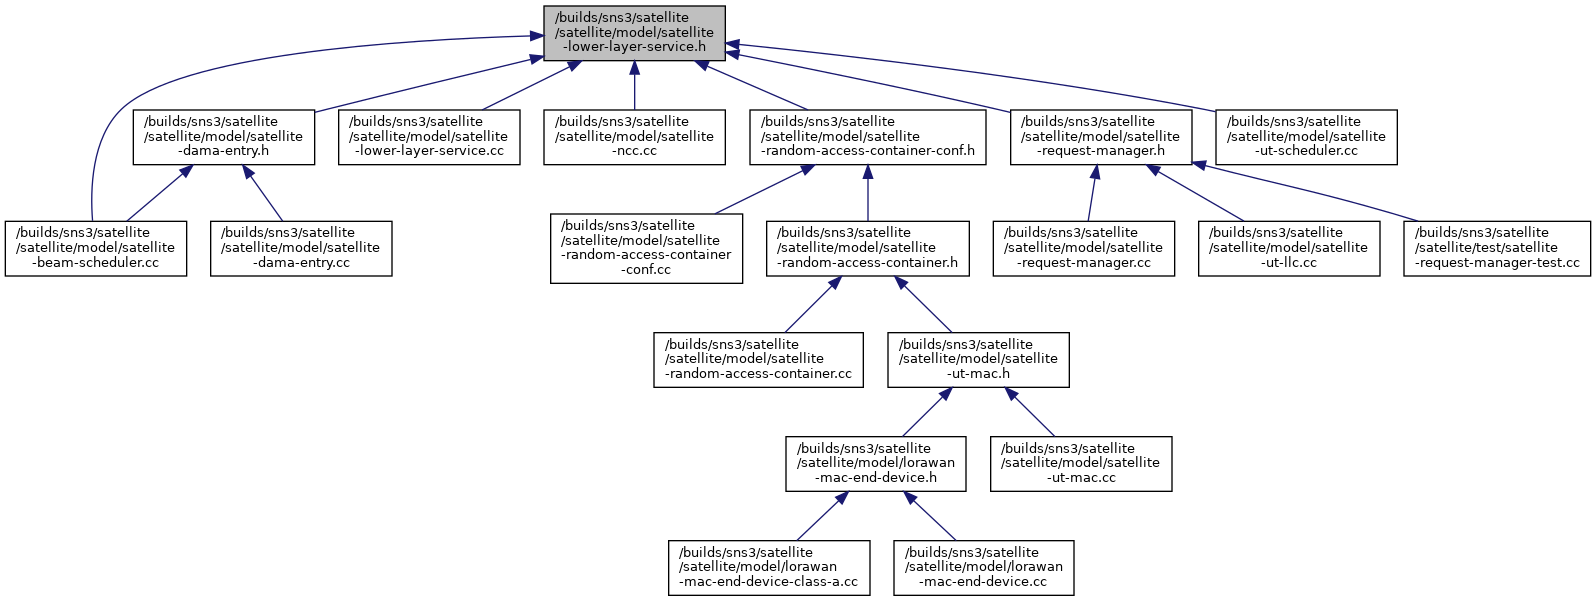 /builds/sns3/satellite
/satellite/model/satellite
-lower-layer-service.h
/builds/sns3/satellite
/satellite/model/satellite
-dama-entry.h
/builds/sns3/satellite
/satellite/model/satellite
-lower-layer-service.cc
/builds/sns3/satellite
/satellite/model/satellite
-ncc.cc
/builds/sns3/satellite
/satellite/model/satellite
-random-access-container-conf.h
/builds/sns3/satellite
/satellite/model/satellite
-request-manager.h
/builds/sns3/satellite
/satellite/model/satellite
-ut-scheduler.cc
/builds/sns3/satellite
/satellite/model/satellite
-beam-scheduler.cc
/builds/sns3/satellite
/satellite/model/satellite
-dama-entry.cc
/builds/sns3/satellite
/satellite/model/satellite
-random-access-container
-conf.cc
/builds/sns3/satellite
/satellite/model/satellite
-random-access-container.h
/builds/sns3/satellite
/satellite/model/satellite
-request-manager.cc
/builds/sns3/satellite
/satellite/model/satellite
-ut-llc.cc
/builds/sns3/satellite
/satellite/test/satellite
-request-manager-test.cc
/builds/sns3/satellite
/satellite/model/satellite
-random-access-container.cc
/builds/sns3/satellite
/satellite/model/satellite
-ut-mac.h
/builds/sns3/satellite
/satellite/model/lorawan
-mac-end-device.h
/builds/sns3/satellite
/satellite/model/satellite
-ut-mac.cc
/builds/sns3/satellite
/satellite/model/lorawan
-mac-end-device-class-a.cc
/builds/sns3/satellite
/satellite/model/lorawan
-mac-end-device.cc